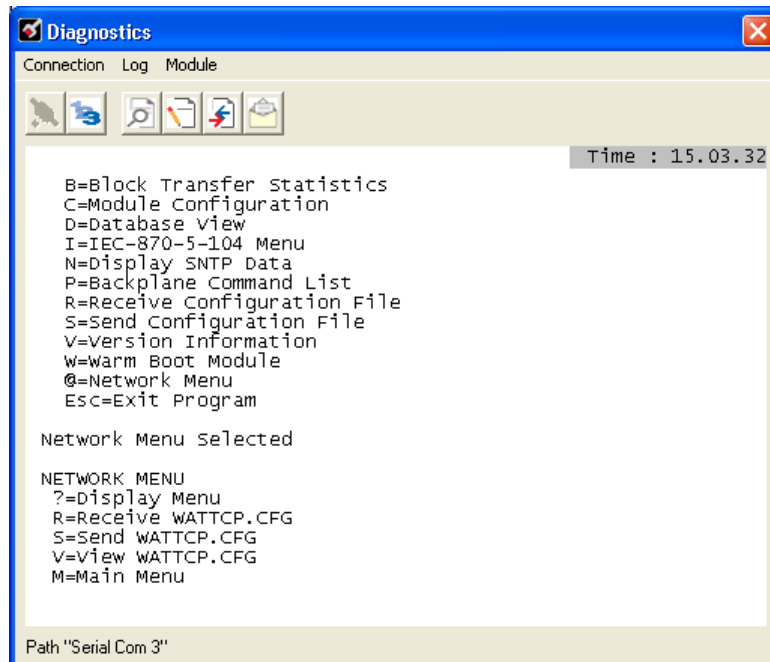 Diagnostics
Connection Log Module
Time : 15.03.32
B=Block Transfer Statistics
C=Module Configuration
D=Database View
I=IEC-870-5-104 Menu
N=Display SNTP Data
P=Backplane Command List
R=Receive Configuration File
S=Send Configuration File
V=Version Information
W=Warm Boot Module
@=Network Menu
Esc=Exit Program
Network Menu Selected
NETWORK MENU
?=Display Menu
R=Receive WATTCP.CFG
S=Send WATTCP.CFG
V=View WATTCP.CFG
M=Main Menu
Path "Serial Com 3"